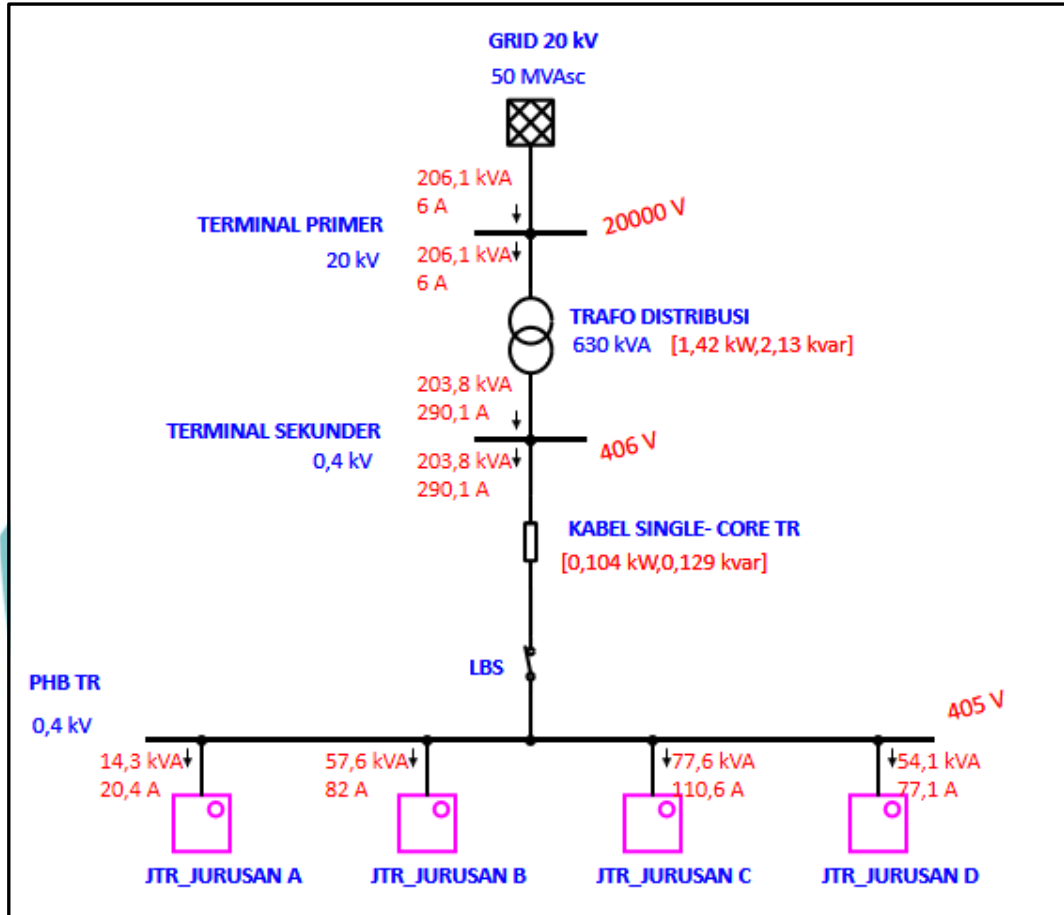 GRID 20 kV
50 MVAsc
206,1 kVA
6 A
TERMINAL PRIMER
20000 V
20 kV
206,1 kVA
6 A
TRAFO DISTRIBUSI
630 kVA [1,42 kW,2,13 kvar]
203,8 kVA
290,1 A
TERMINAL SEKUNDER
406 V
0,4 kV
203,8 kVA
290,1 A
KABEL SINGLE- CORE TR
[0,104 kW,0,129 kvar]
LBS
PHB TR
0,4 kV
405 V
14,3 kVA
20,4 A
57,6 kVA
82 A
77,6 kVA
110,6 A
54,1 kVA
77,1 A
JTR_JURUSAN A
JTR_JURUSAN B
JTR_JURUSAN C
JTR_JURUSAN D